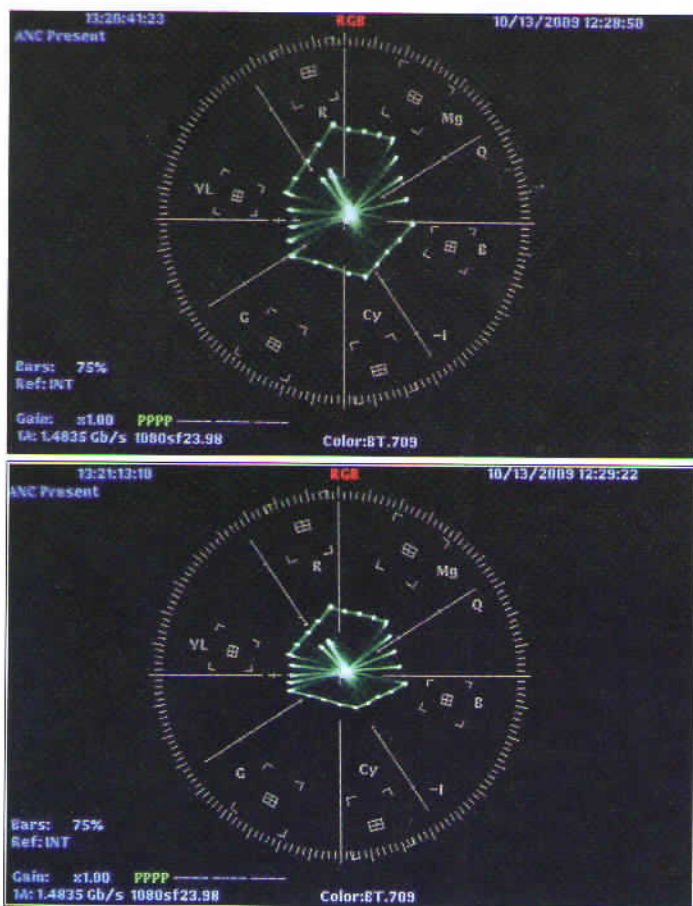 13:20:41:23 RGB 10/13/2009 12:28:50
ANC Present
R
Mg
Q
YL
B
G
Cy
-I
Bars: 75%
Ref: INT
Gain: x1.00 PPPP
1A: 1.4835 Gb/s 1080sf23.98 Color:BT.709
13:21:13:10 RGB 10/13/2009 12:29:22
ANC Present
R
Mg
Q
YL
B
G
Cy
-I
Bars: 75%
Ref: INT
Gain: x1.00 PPPP
1A: 1.4835 Gb/s 1080sf23.98 Color:BT.709